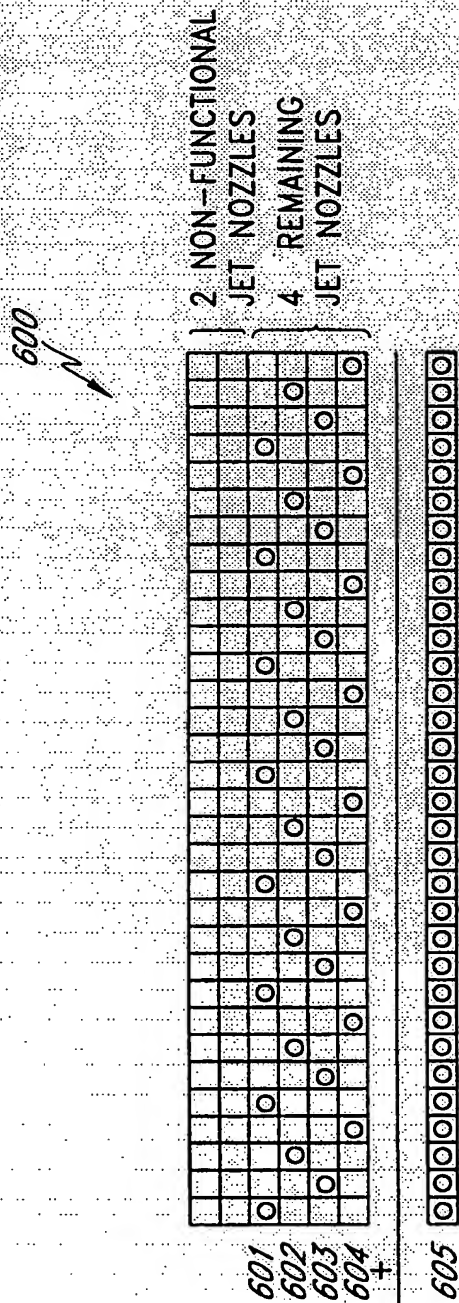 600
2 NON-FUNCTIONAL
JET NOZZLES
4 REMAINING
JET NOZZLES
601
602
603
604
+
605